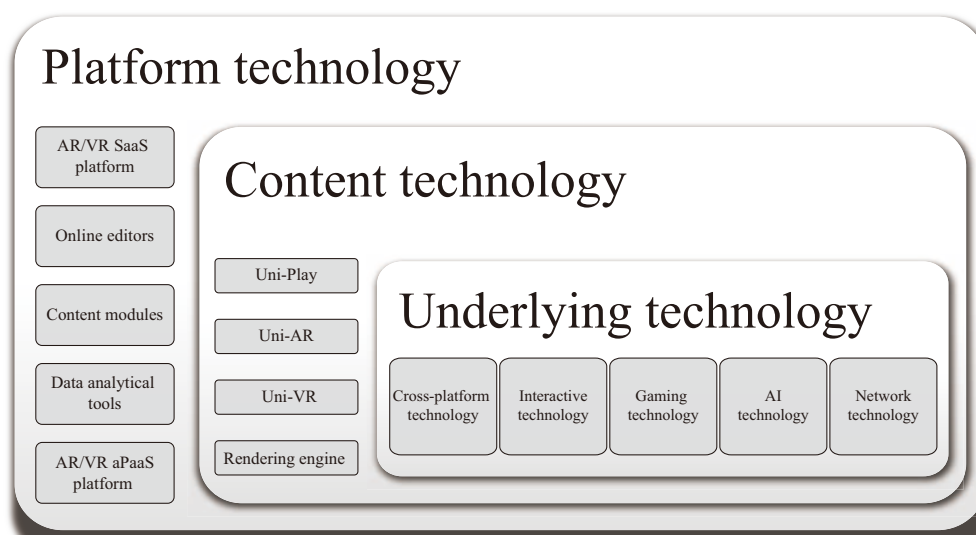 Platform technology
AR/VR SaaS
platform
Online editors
Content modules
Data analytical
tools
AR/VR aPaaS
platform
Content technology
Uni-Play
Uni-AR
Uni-VR
Rendering engine
Underlying technology
Cross-platform
technology
Interactive
technology
Gaming
technology
AI
technology
Network
technology